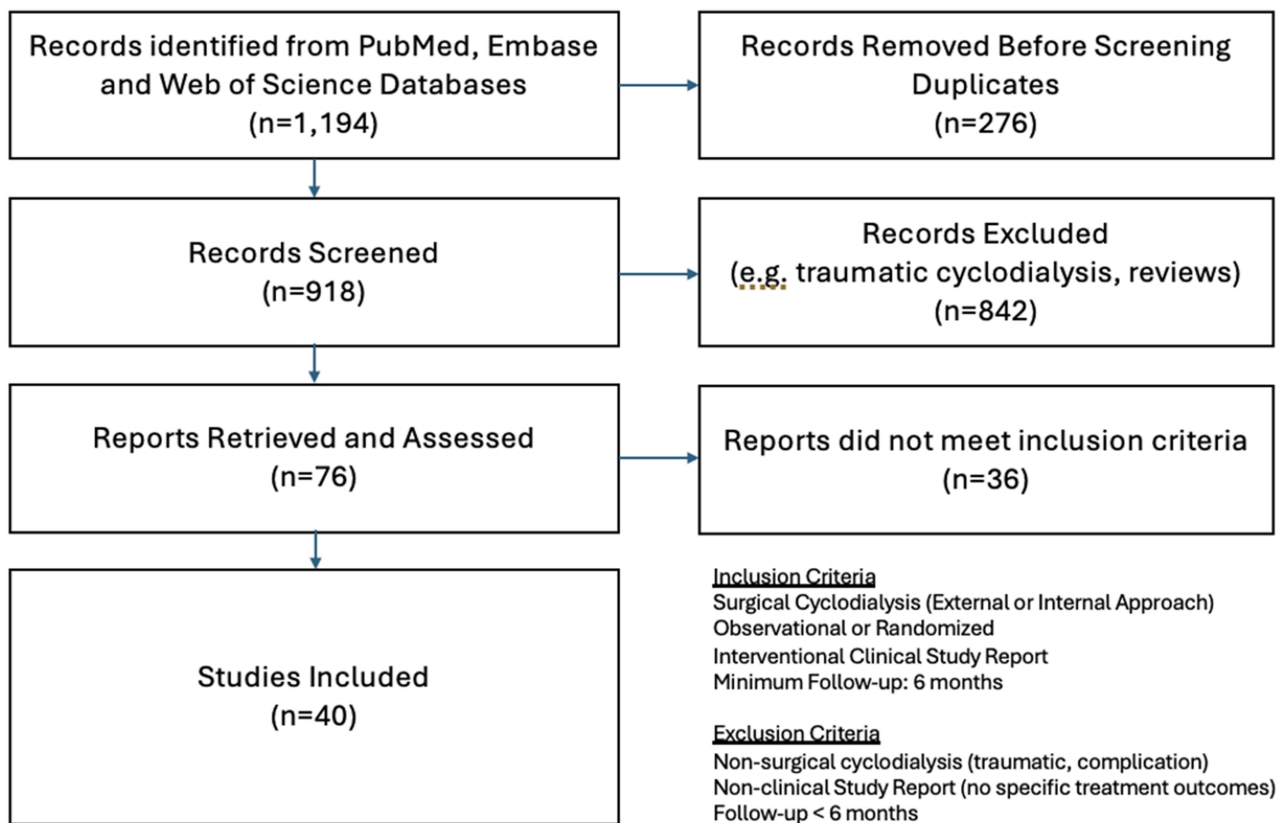 Records identified from PubMed, Embase
and Web of Science Databases
(n=1,194)
Records Removed Before Screening
Duplicates
(n=276)
Records Screened
(n=918)
Records Excluded
(e.g. traumatic cyclodialysis, reviews)
(n=842)
Reports Retrieved and Assessed
(n=76)
Reports did not meet inclusion criteria
(n=36)
Studies Included
(n=40)
Inclusion Criteria
Surgical Cyclodialysis (External or Internal Approach)
Observational or Randomized
Interventional Clinical Study Report
Minimum Follow-up: 6 months
Exclusion Criteria
Non-surgical cyclodialysis (traumatic, complication)
Non-clinical Study Report (no specific treatment outcomes)
Follow-up < 6 months